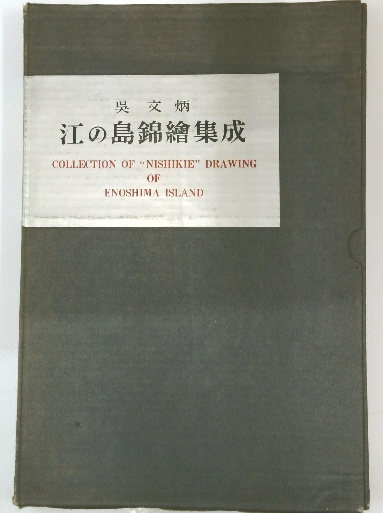 吳文炳
江の島錦繪集成
COLLECTION OF "NISHIKIE" DRAWING
OF
ENOSHIMA ISLAND